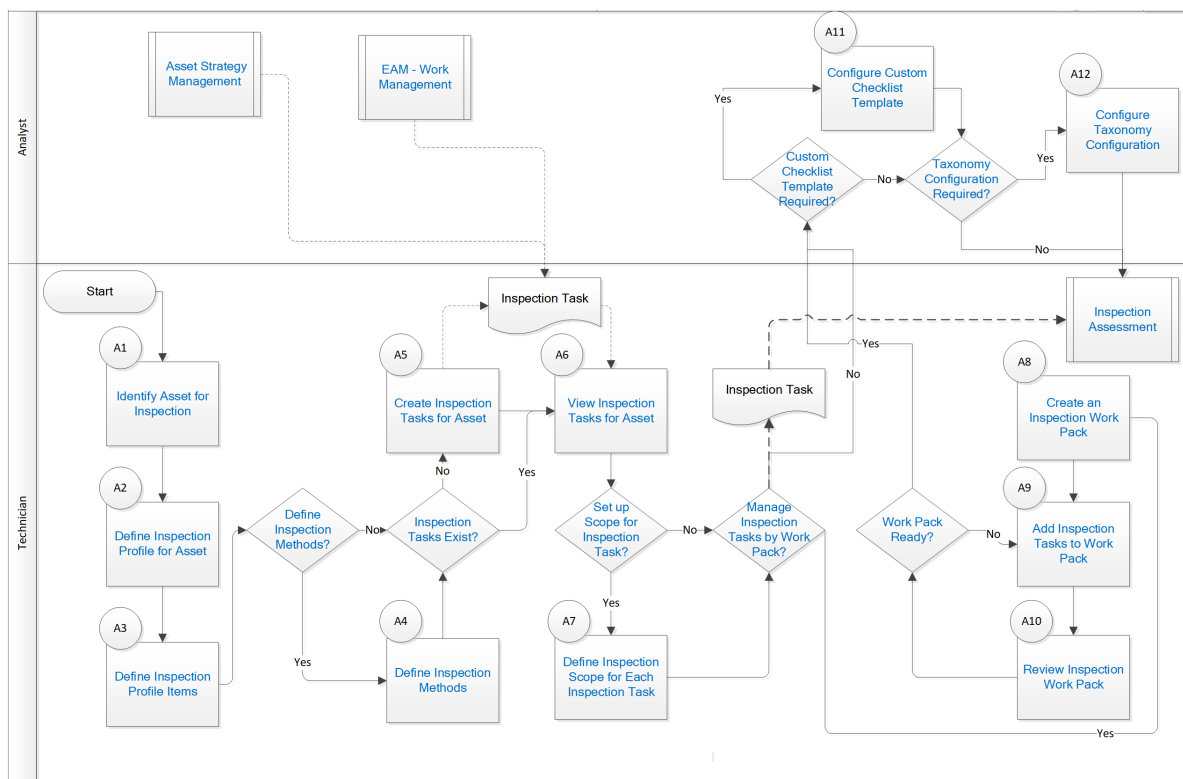 Analyst
Asset Strategy
Management
EAM - Work
Management
A11
Configure Custom
Checklist
Template
A12
Configure
Taxonomy
Configuration
Yes
Custom
Checklist
Template
Required?
No
Taxonomy
Configuration
Required?
Yes
No
Technician
Start
Inspection Task
Inspection
Assessment
A1
Identify Asset for
Inspection
A5
Create Inspection
Tasks for Asset
A6
View Inspection
Tasks for Asset
Inspection Task
Yes
No
A8
Create an
Inspection Work
Pack
A2
Define Inspection
Profile for Asset
Define
Inspection
Methods?
No
Inspection
Tasks Exist?
No
Yes
Set up
Scope for
Inspection
Task?
No
Manage
Inspection
Tasks by Work
Pack?
Work Pack
Ready?
No
A9
Add Inspection
Tasks to Work
Pack
A3
Define Inspection
Profile Items
Yes
A4
Define Inspection
Methods
Yes
A7
Define Inspection
Scope for Each
Inspection Task
A10
Review Inspection
Work Pack
Yes